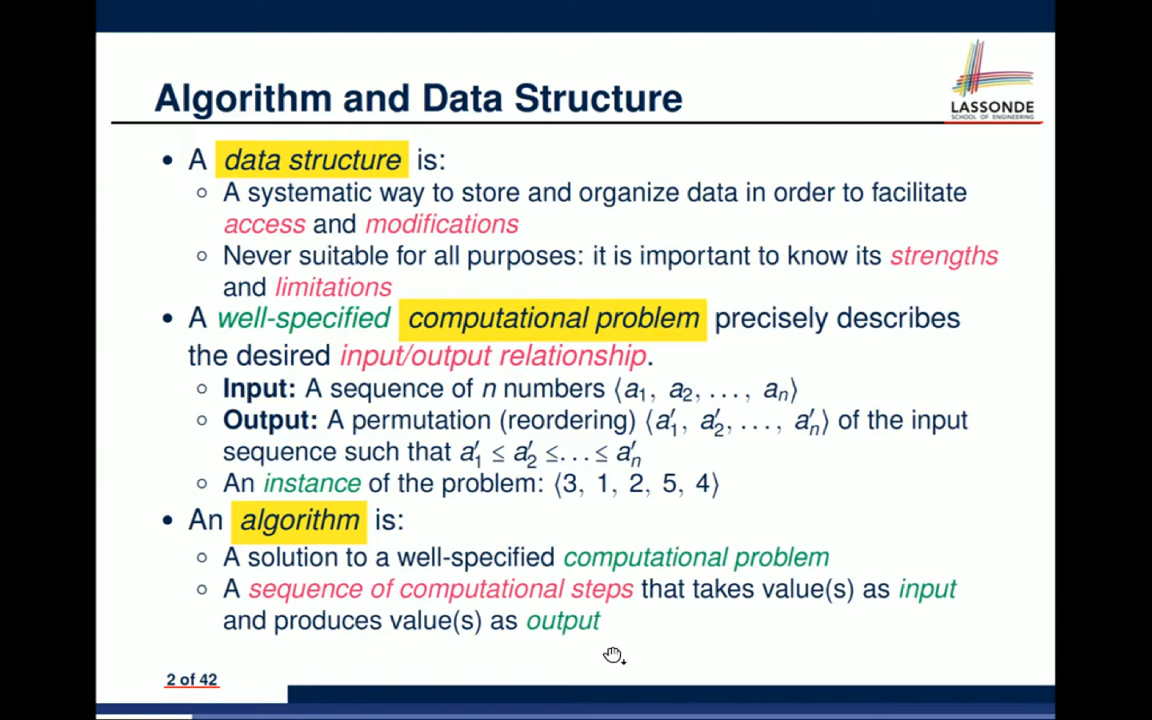 Algorithm and Data Structure
LASSONDE
SCHOOL OF ENGINEERING
• A data structure is:
◦ A systematic way to store and organize data in order to facilitate
access and modifications
◦ Never suitable for all purposes: it is important to know its strengths
and limitations
• A well-specified computational problem precisely describes
the desired input/output relationship.
◦ Input: A sequence of n numbers ⟨a₁, a₂, . . . , aₙ⟩
◦ Output: A permutation (reordering) ⟨a′₁, a′₂, . . . , a′ₙ⟩ of the input
sequence such that a′₁ ≤ a′₂ ≤ . . . ≤ a′ₙ
◦ An instance of the problem: ⟨3, 1, 2, 5, 4⟩
• An algorithm is:
◦ A solution to a well-specified computational problem
◦ A sequence of computational steps that takes value(s) as input
and produces value(s) as output
2 of 42